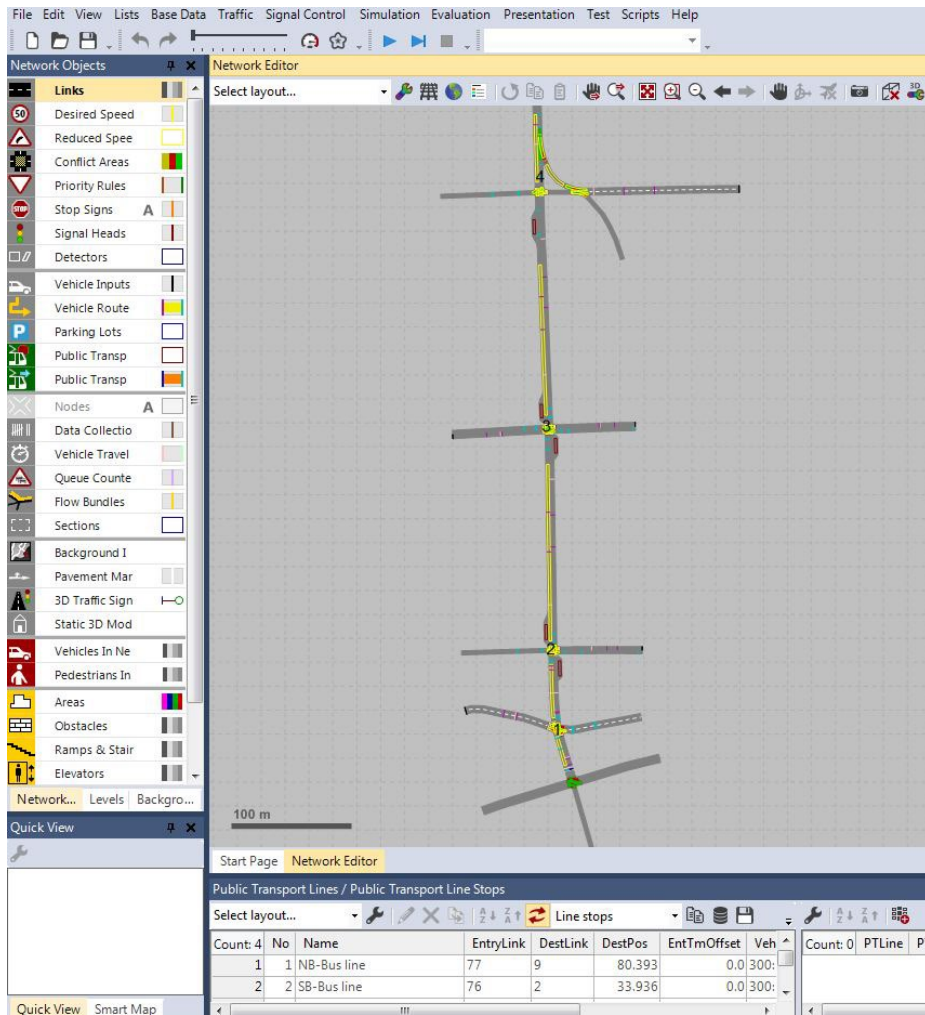 File Edit View Lists Base Data Traffic Signal Control Simulation Evaluation Presentation Test Scripts Help
Network Objects
Links
50 Desired Speed
Reduced Spee
Conflict Areas
Priority Rules
STOP Stop Signs A
Signal Heads
Detectors
Vehicle Inputs
Vehicle Route
P Parking Lots
Public Transp
Public Transp
Nodes A
Data Collectio
Vehicle Travel
Queue Counte
Flow Bundles
Sections
Background I
Pavement Mar
3D Traffic Sign
Static 3D Mod
Vehicles In Ne
Pedestrians In
Areas
Obstacles
Ramps & Stair
Elevators
Network... Levels Backgro...
Quick View
Quick View Smart Map
Network Editor
Select layout...
3D
4
3
2
1
100 m
Start Page Network Editor
Public Transport Lines / Public Transport Line Stops
Select layout... Line stops
Count: 4 No Name EntryLink DestLink DestPos EntTmOffset Veh
1 1 NB-Bus line 77 9 80.393 0.0 300:
2 2 SB-Bus line 76 2 33.936 0.0 300:
Count: 0 PTLine